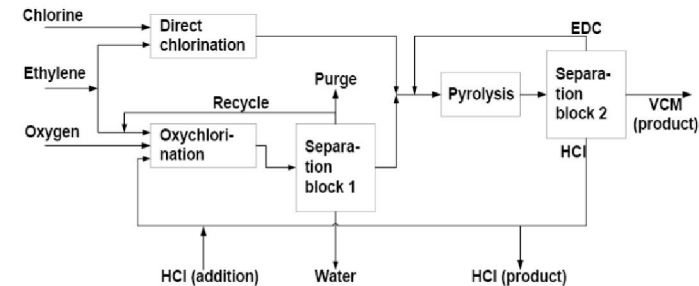 Chlorine
Direct
chlorination
EDC
Ethylene
Purge
Separa-
tion
block 2
Pyrolysis
VCM
(product)
Recycle
Oxygen
Oxychlori-
nation
Separa-
tion
block 1
HCl
HCl (addition)
Water
HCl (product)